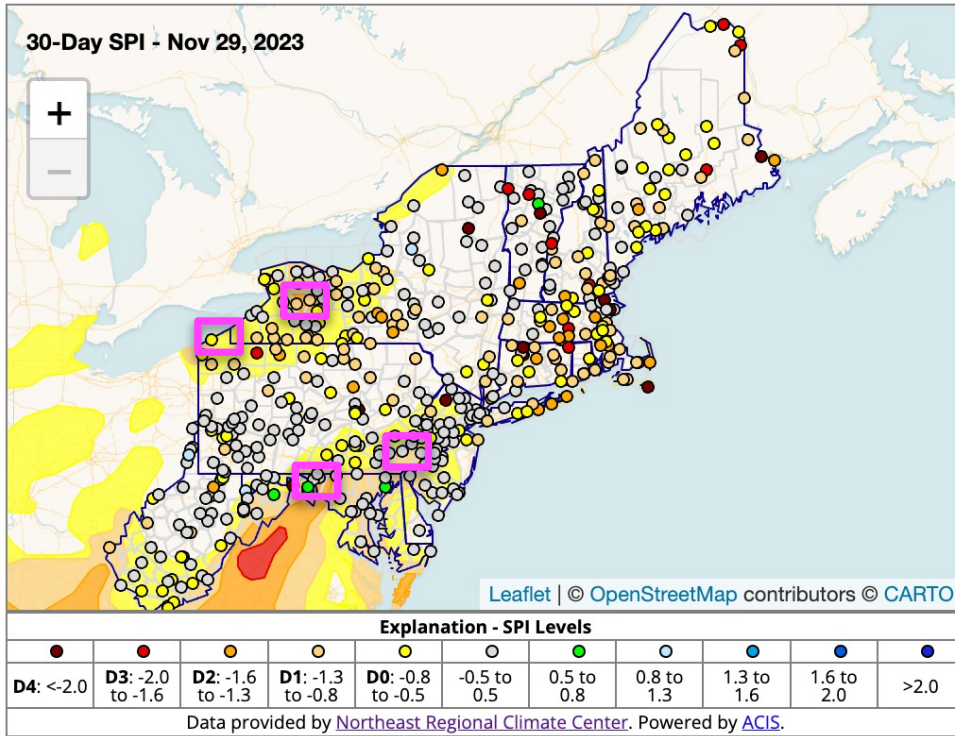 30-Day SPI - Nov 29, 2023
+
−
Leaflet | © OpenStreetMap contributors © CARTO
Explanation - SPI Levels
D4: <-2.0
D3: -2.0
to -1.6
D2: -1.6
to -1.3
D1: -1.3
to -0.8
D0: -0.8
to -0.5
-0.5 to
0.5
0.5 to
0.8
0.8 to
1.3
1.3 to
1.6
1.6 to
2.0
>2.0
Data provided by Northeast Regional Climate Center. Powered by ACIS.